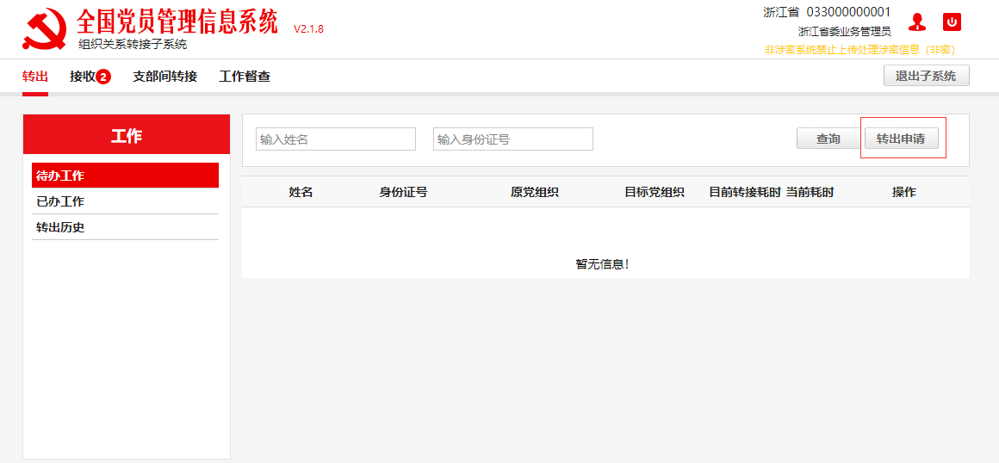 全国党员管理信息系统 V2.1.8
组织关系转接子系统
浙江省 033000000001
浙江省委业务管理员
非涉密系统禁止上传处理涉密信息（非密）
转出 接收 2 支部间转接 工作督查 退出子系统
工作
待办工作
已办工作
转出历史
输入姓名 输入身份证号 查询 转出申请
姓名 身份证号 原党组织 目标党组织 目前转接耗时 当前耗时 操作
暂无信息!